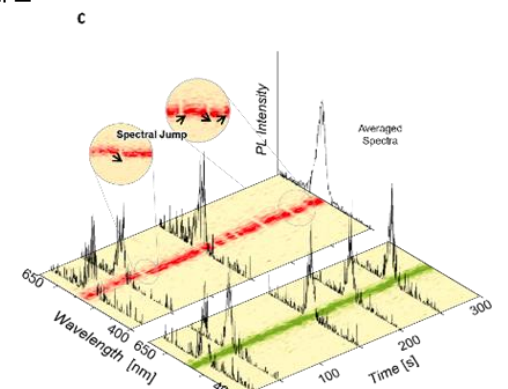 c
PL Intensity
Averaged
Spectra
Spectral Jump
650
400
Wavelength [nm]
650
100
200
300
Time [s]